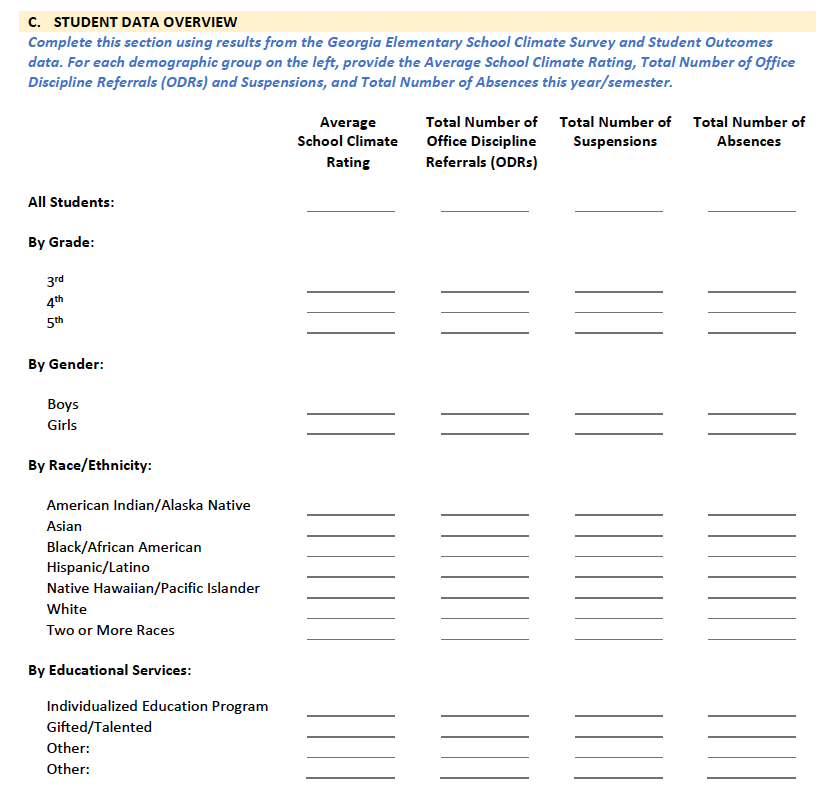 C. STUDENT DATA OVERVIEW
Complete this section using results from the Georgia Elementary School Climate Survey and Student Outcomes
data. For each demographic group on the left, provide the Average School Climate Rating, Total Number of Office
Discipline Referrals (ODRs) and Suspensions, and Total Number of Absences this year/semester.
Average Total Number of Total Number of Total Number of
School Climate Office Discipline Suspensions Absences
Rating Referrals (ODRs)
All Students:
By Grade:
3rd
4th
5th
By Gender:
Boys
Girls
By Race/Ethnicity:
American Indian/Alaska Native
Asian
Black/African American
Hispanic/Latino
Native Hawaiian/Pacific Islander
White
Two or More Races
By Educational Services:
Individualized Education Program
Gifted/Talented
Other:
Other: